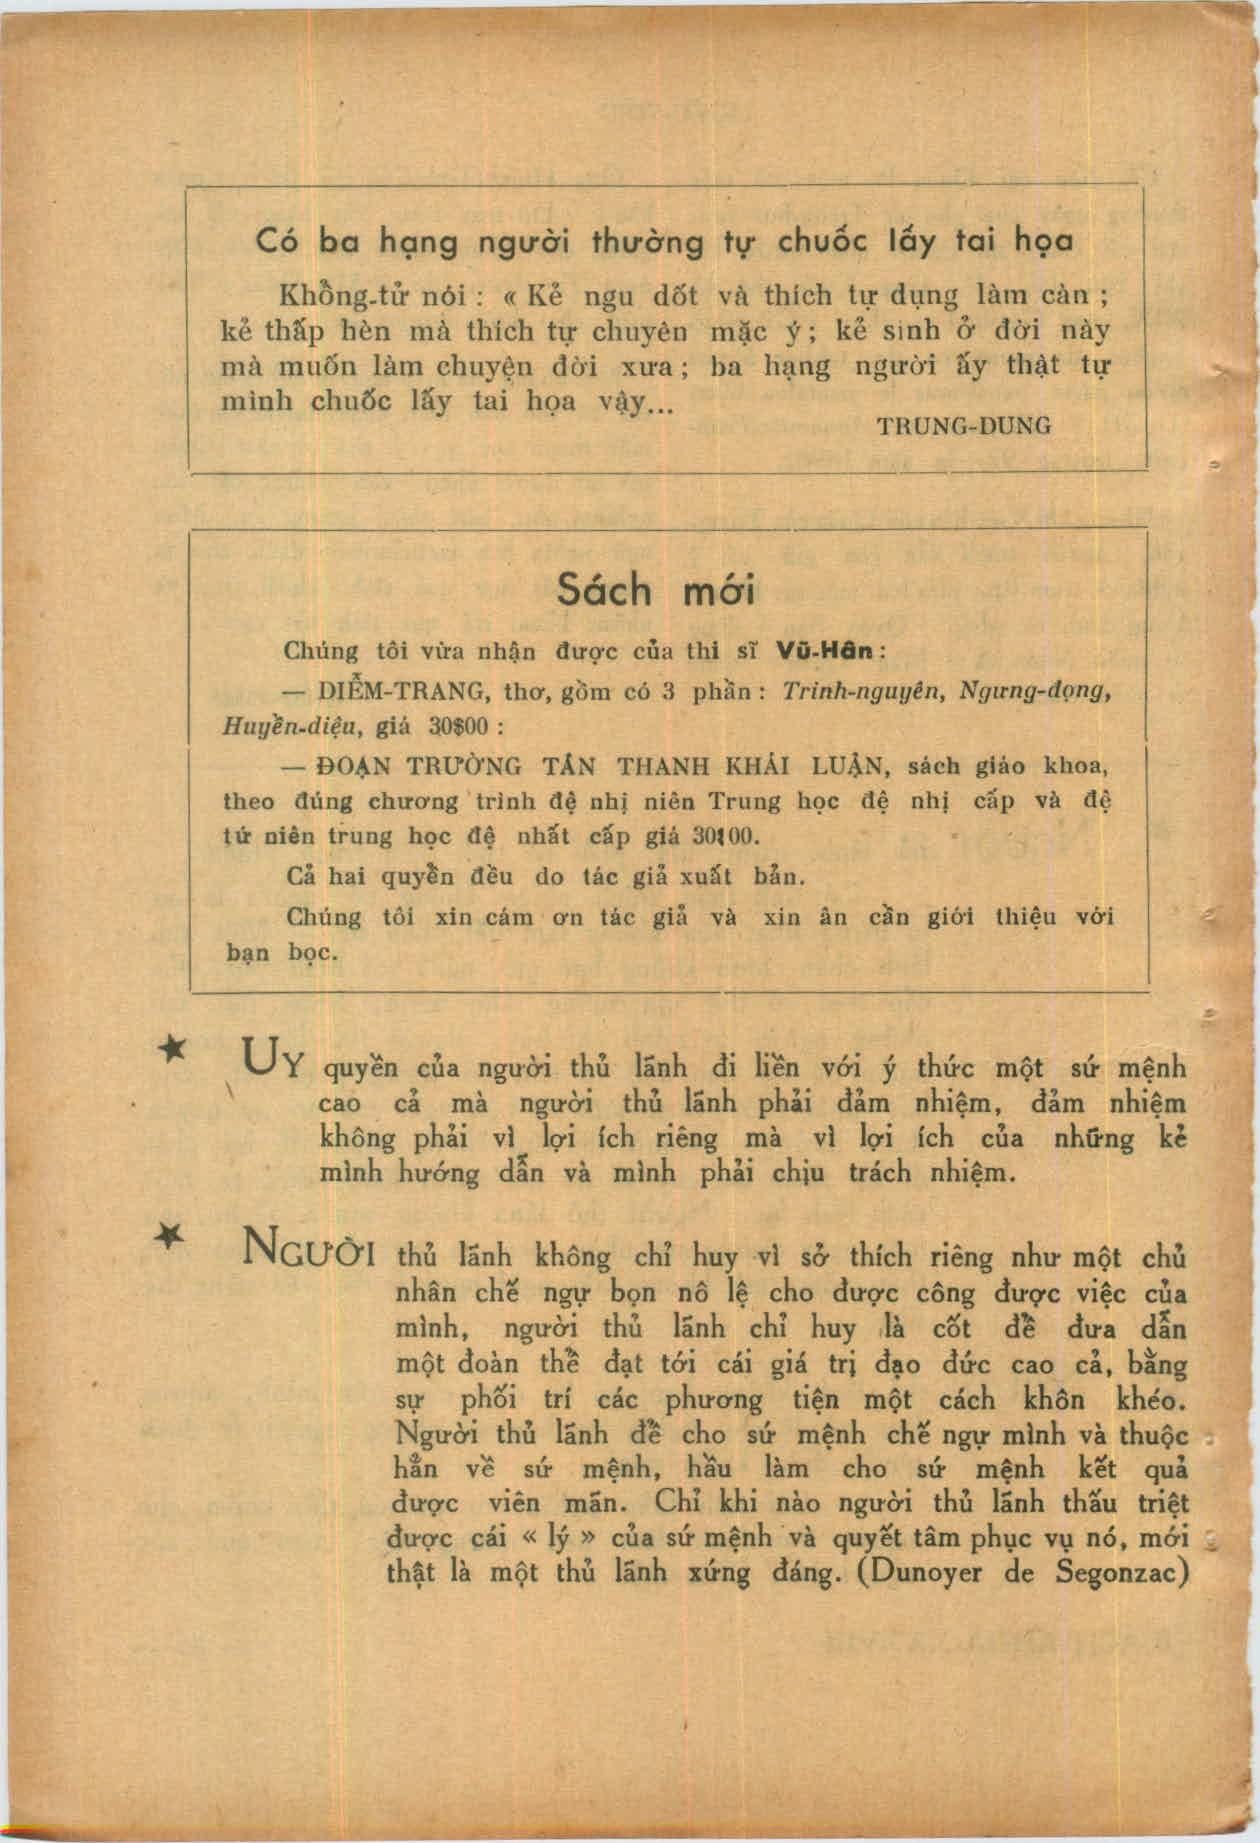 Có ba hạng người thường tự chuốc lấy tai họa
Khổng-tử nói : « Kẻ ngu dốt và thích tự dụng làm càn ;
kẻ thấp hèn mà thích tự chuyên mặc ý ; kẻ sinh ở đời này
mà muốn làm chuyện đời xưa ; ba hạng người ấy thật tự
mình chuốc lấy tai họa vậy...
TRUNG-DUNG
Sách mới
Chúng tôi vừa nhận được của thi sĩ Vũ-Hân :
— DIỄM-TRANG, thơ, gồm có 3 phần : Trinh-nguyên, Ngưng-đọng,
Huyền-diệu, giá 30$00 :
— ĐOẠN TRƯỜNG TÂN THANH KHÁI LUẬN, sách giáo khoa,
theo đúng chương trình đệ nhị niên Trung học đệ nhị cấp và đệ
tứ niên trung học đệ nhất cấp giá 30$00.
Cả hai quyển đều do tác giả xuất bản.
Chúng tôi xin cám ơn tác giả và xin ân cần giới thiệu với
bạn bọc.
★ UY quyền của người thủ lãnh đi liền với ý thức một sứ mệnh
cao cả mà người thủ lãnh phải đảm nhiệm, đảm nhiệm
không phải vì lợi ích riêng mà vì lợi ích của những kẻ
mình hướng dẫn và mình phải chịu trách nhiệm.
★ NGƯỜI thủ lãnh không chỉ huy vì sở thích riêng như một chủ
nhân chế ngự bọn nô lệ cho được công được việc của
mình, người thủ lãnh chỉ huy là cốt để đưa dẫn
một đoàn thể đạt tới cái giá trị đạo đức cao cả, bằng
sự phối trí các phương tiện một cách khôn khéo.
Người thủ lãnh để cho sứ mệnh chế ngự mình và thuộc
hẳn về sứ mệnh, hầu làm cho sứ mệnh kết quả
được viên mãn. Chỉ khi nào người thủ lãnh thấu triệt
được cái « lý » của sứ mệnh và quyết tâm phục vụ nó, mới
thật là một thủ lãnh xứng đáng. (Dunoyer de Segonzac)